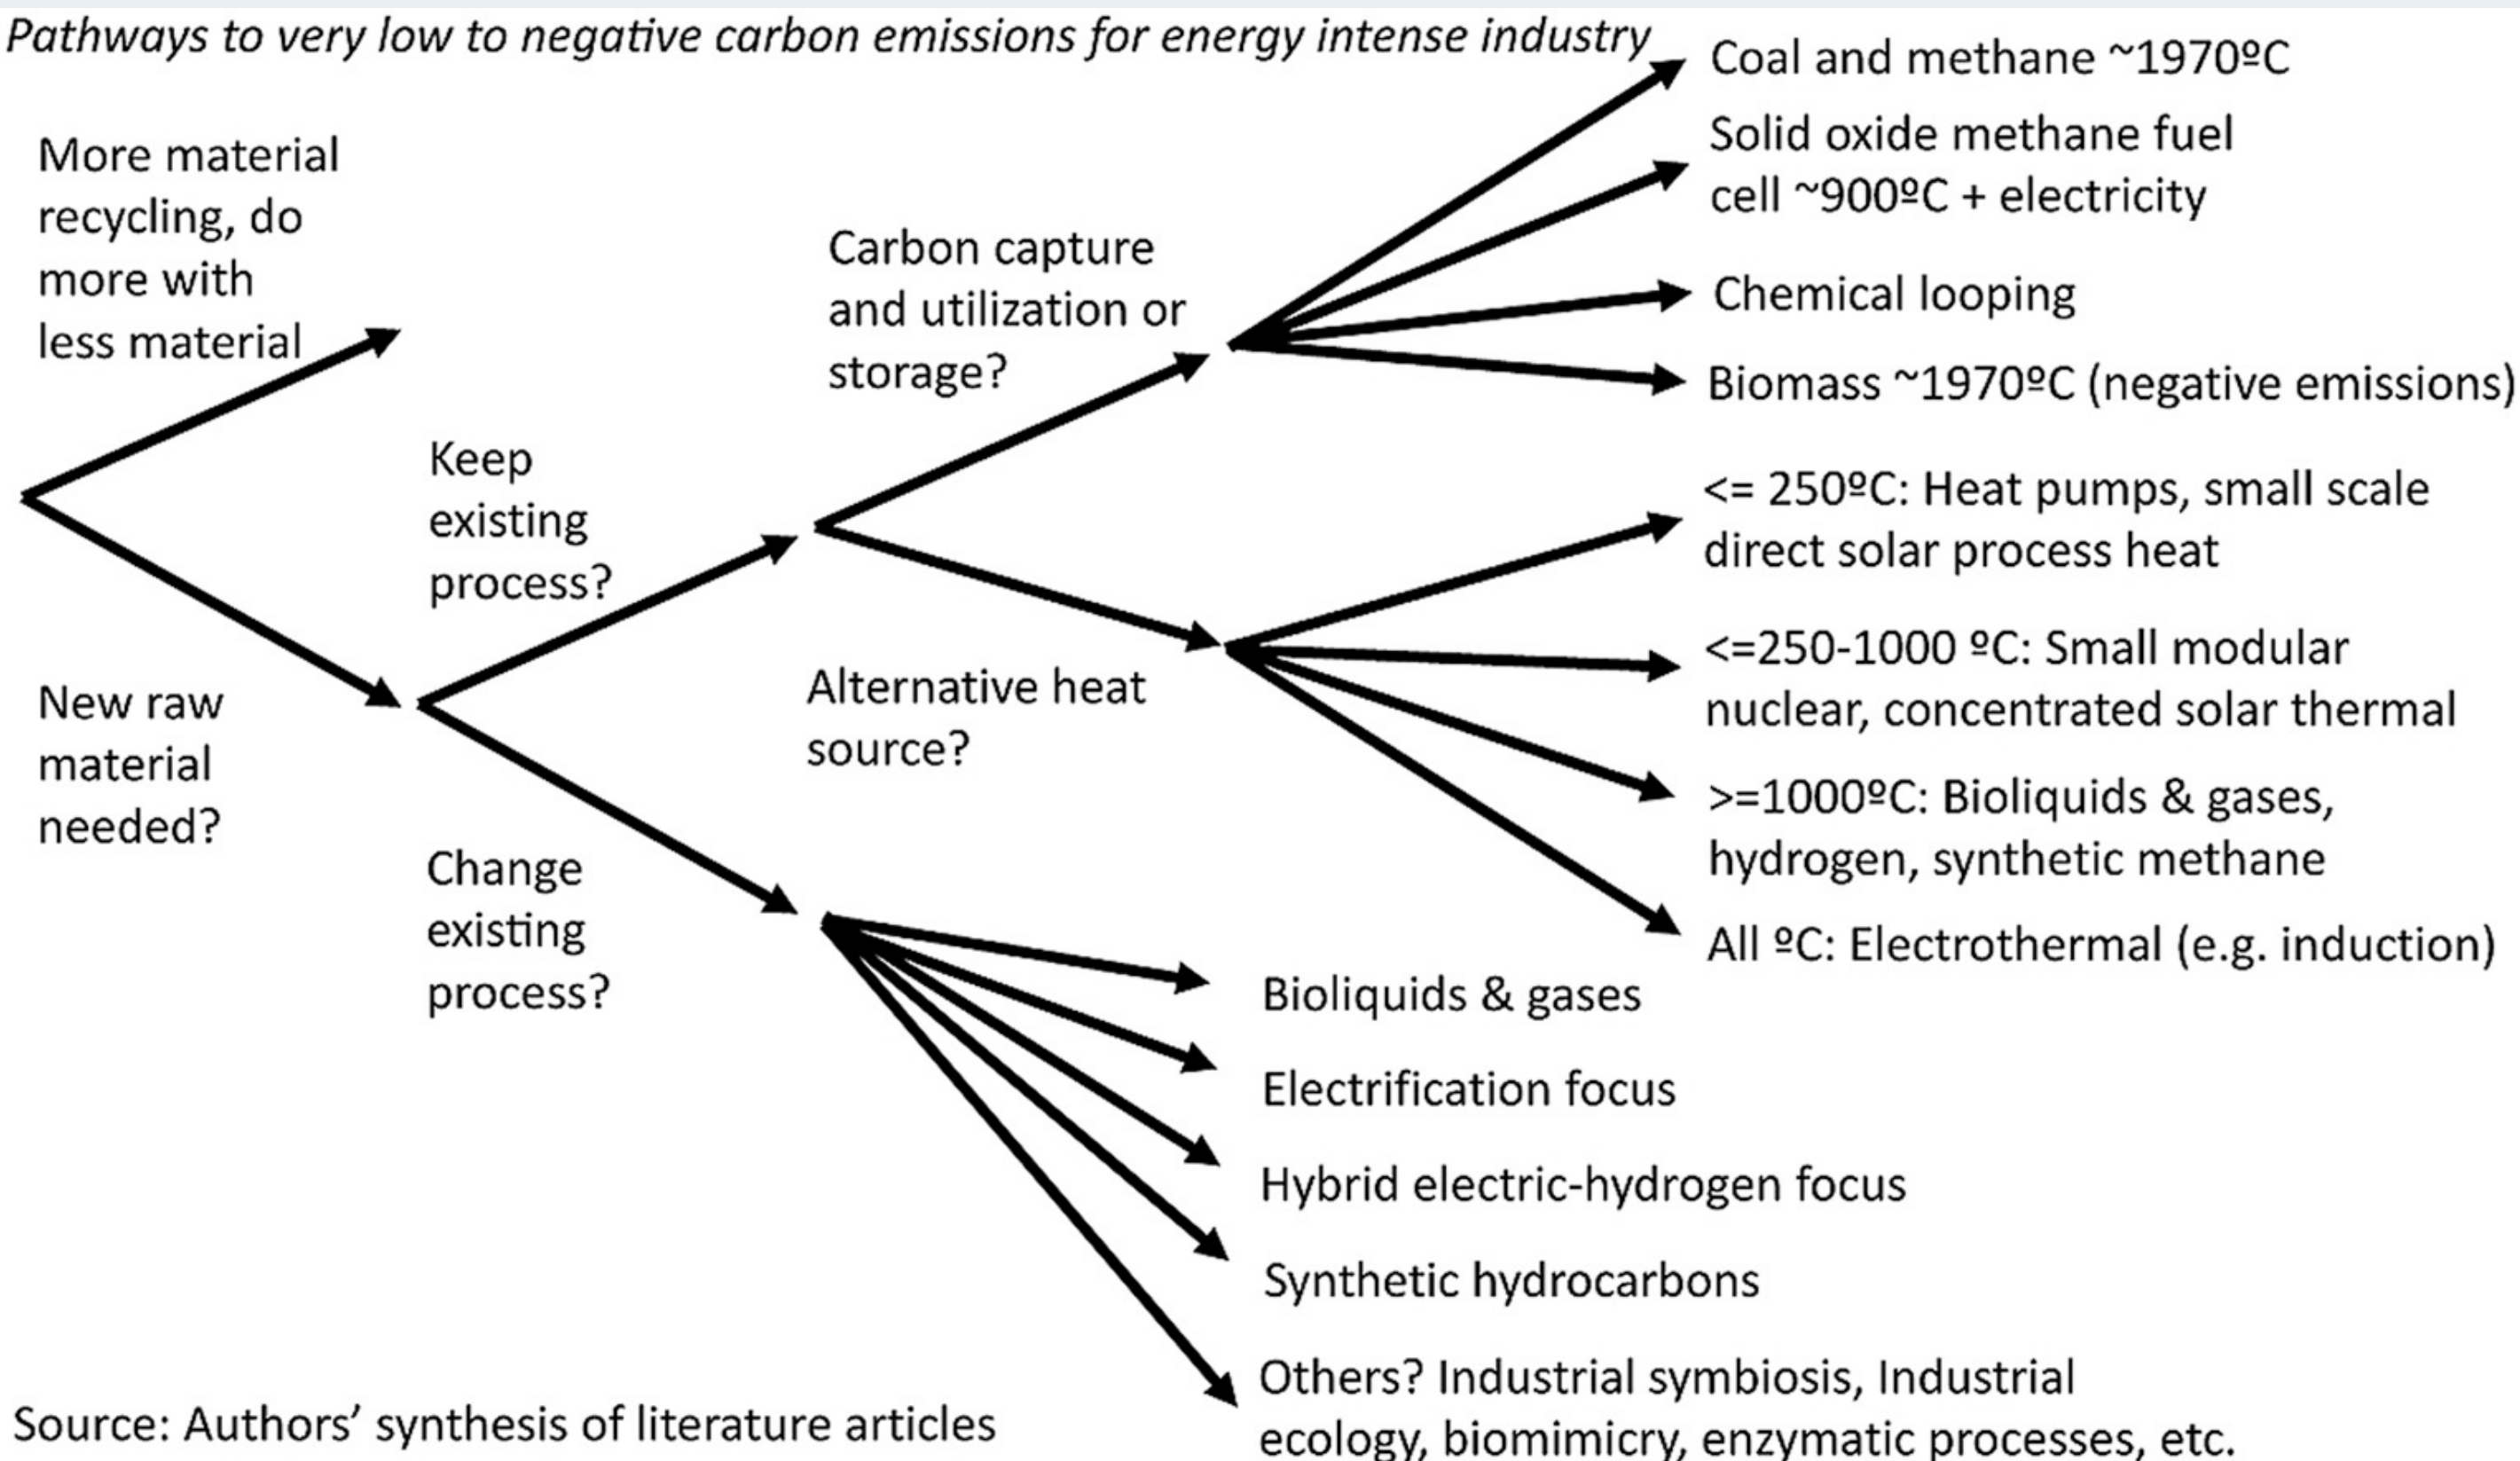 Pathways to very low to negative carbon emissions for energy intense industry
More material
recycling, do
more with
less material
New raw
material
needed?
Keep
existing
process?
Change
existing
process?
Carbon capture
and utilization or
storage?
Alternative heat
source?
Coal and methane ~1970ºC
Solid oxide methane fuel
cell ~900ºC + electricity
Chemical looping
Biomass ~1970ºC (negative emissions)
<= 250ºC: Heat pumps, small scale
direct solar process heat
<=250-1000 ºC: Small modular
nuclear, concentrated solar thermal
>=1000ºC: Bioliquids & gases,
hydrogen, synthetic methane
All ºC: Electrothermal (e.g. induction)
Bioliquids & gases
Electrification focus
Hybrid electric-hydrogen focus
Synthetic hydrocarbons
Others? Industrial symbiosis, Industrial
ecology, biomimicry, enzymatic processes, etc.
Source: Authors’ synthesis of literature articles